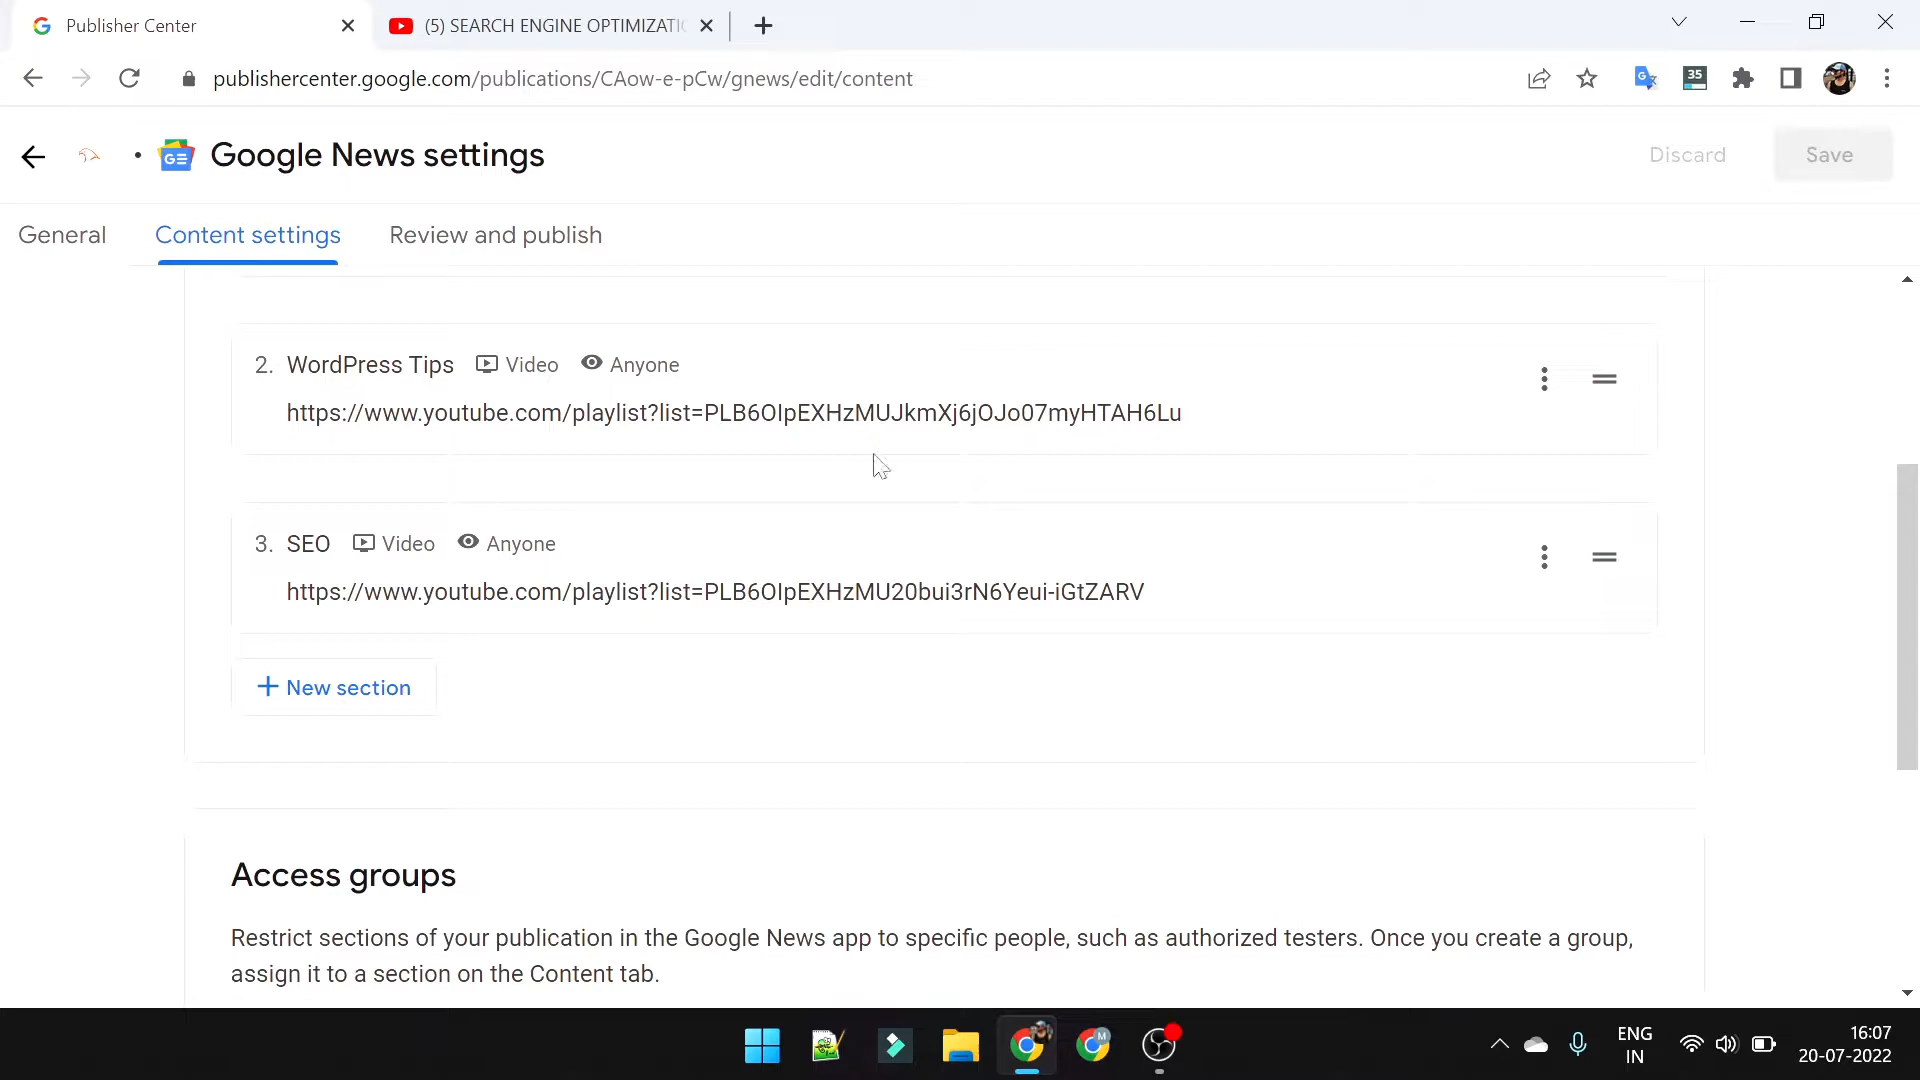 Publisher Center
(5) SEARCH ENGINE OPTIMIZATI
publishercenter.google.com/publications/CAow-e-pCw/gnews/edit/content
35
GE
Google News settings
Discard
Save
General
Content settings
Review and publish
2. WordPress Tips Video Anyone
https://www.youtube.com/playlist?list=PLB6OIpEXHzMUJkmXj6jOJo07myHTAH6Lu
3. SEO Video Anyone
https://www.youtube.com/playlist?list=PLB6OIpEXHzMU20bui3rN6Yeui-iGtZARV
+ New section
Access groups
Restrict sections of your publication in the Google News app to specific people, such as authorized testers. Once you create a group,
assign it to a section on the Content tab.
M
ENG
IN
16:07
20-07-2022